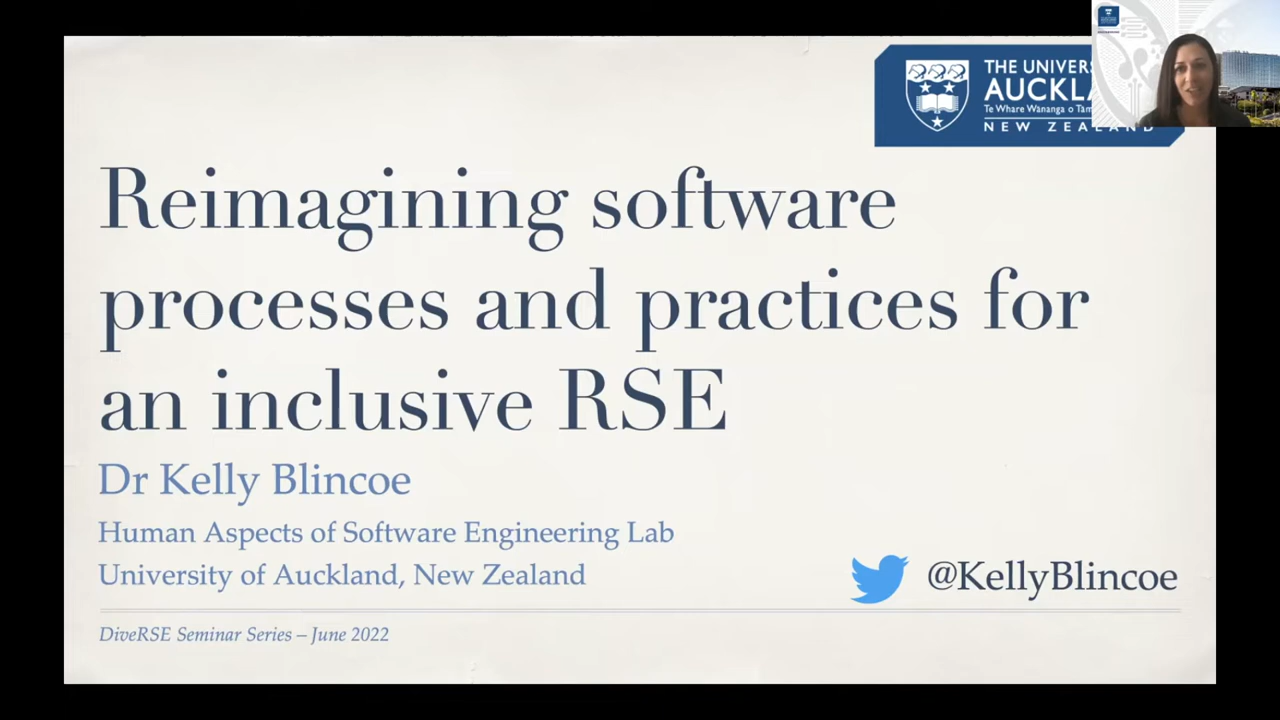 THE UNIVERS
AUCKLA
Te Whare Wananga o Tam
NEW ZEALAND
Reimagining software
processes and practices for
an inclusive RSE
Dr Kelly Blincoe
Human Aspects of Software Engineering Lab
University of Auckland, New Zealand
@KellyBlincoe
DiveRSE Seminar Series – June 2022